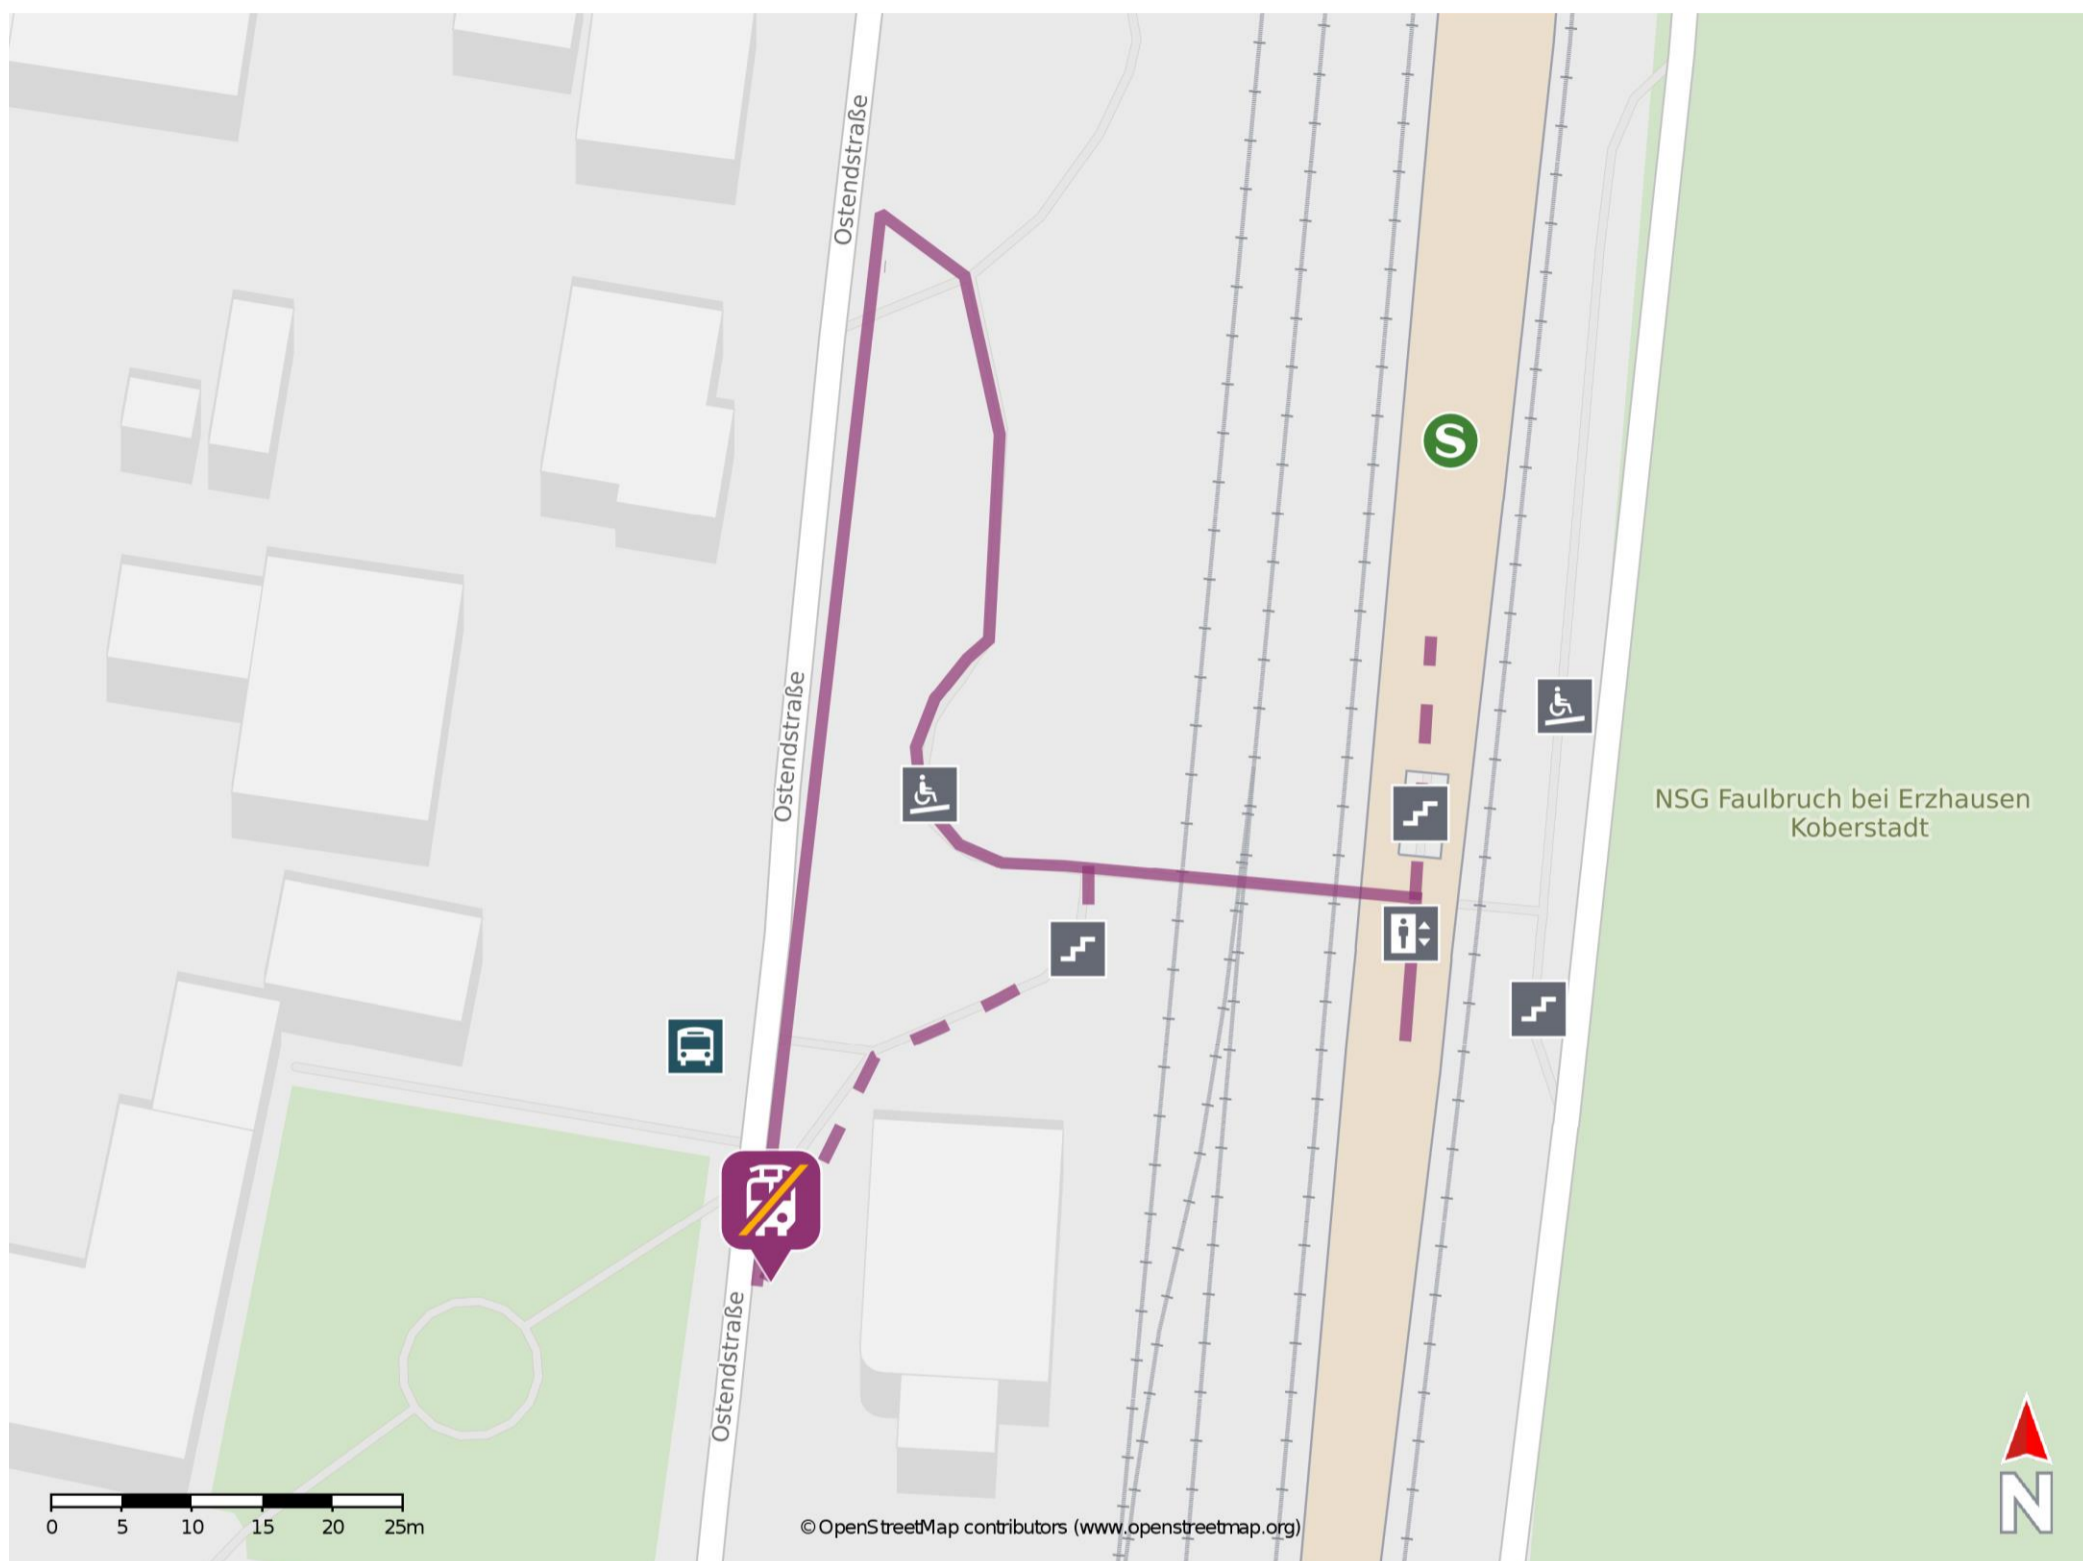 Ostendstraße
S
Ostendstraße
NSG Faulbruch bei Erzhausen
Koberstadt
Ostendstraße
0 5 10 15 20 25m
© OpenStreetMap contributors (www.openstreetmap.org)
N